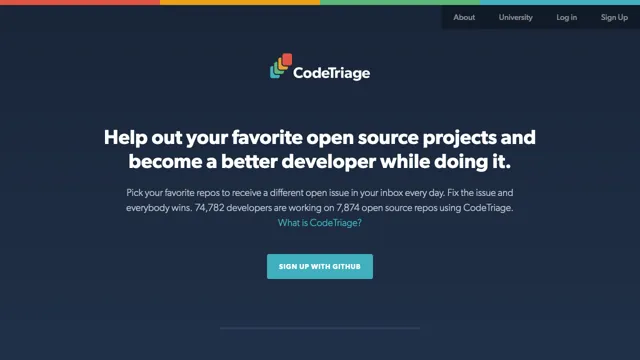 About University Log in Sign Up
CodeTriage
Help out your favorite open source projects and
become a better developer while doing it.
Pick your favorite repos to receive a different open issue in your inbox every day. Fix the issue and
everybody wins. 74,782 developers are working on 7,874 open source repos using CodeTriage.
What is CodeTriage?
SIGN UP WITH GITHUB